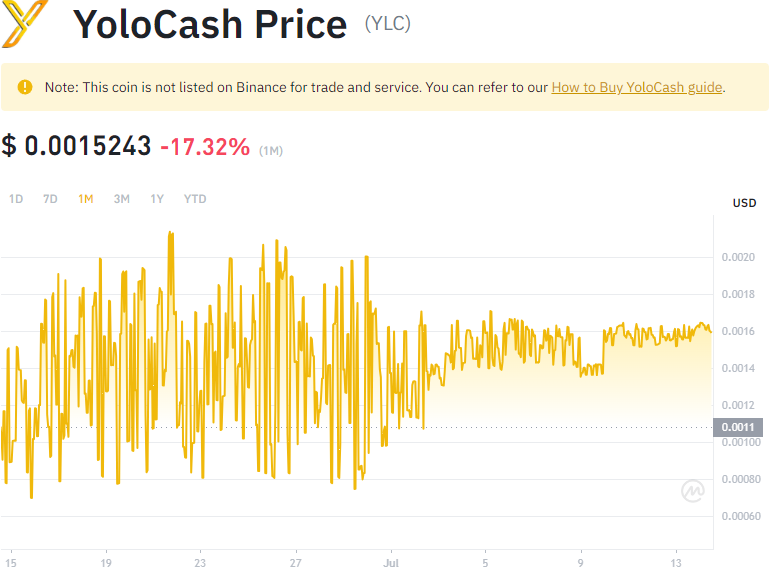 YoloCash Price (YLC)
Note: This coin is not listed on Binance for trade and service. You can refer to our How to Buy YoloCash guide.
$ 0.0015243 -17.32% (1M)
1D 7D 1M 3M 1Y YTD
USD
0.0020
0.0018
0.0016
0.0014
0.0012
0.0011
0.00100
0.00080
0.00060
15 19 23 27 Jul 5 9 13